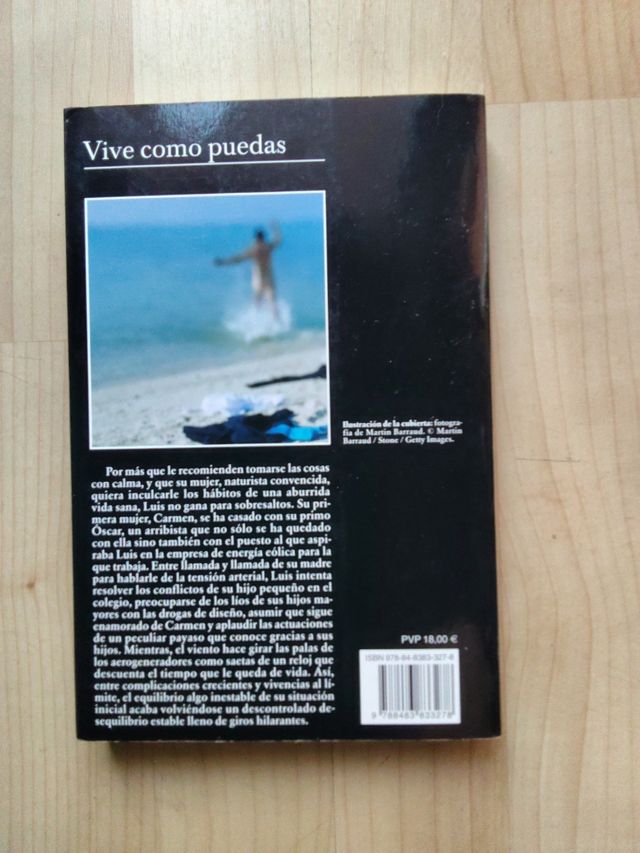 Vive como puedas
Ilustración de la cubierta: fotogra-
fía de Martin Barraud. © Martin
Barraud / Stone / Getty Images.
Por más que le recomienden tomarse las cosas
con calma, y que su mujer, naturista convencida,
quiera inculcarle los hábitos de una aburrida
vida sana, Luis no gana para sobresaltos. Su pri-
mera mujer, Carmen, se ha casado con su primo
Óscar, un arribista que no sólo se ha quedado
con ella sino también con el puesto al que aspi-
raba Luis en la empresa de energía eólica para la
que trabaja. Entre llamada y llamada de su madre
para hablarle de la tensión arterial, Luis intenta
resolver los conflictos de su hijo pequeño en el
colegio, preocuparse de los líos de sus hijos ma-
yores con las drogas de diseño, asumir que sigue
enamorado de Carmen y aplaudir las actuaciones
de un peculiar payaso que conoce gracias a sus
hijos. Mientras, el viento hace girar las palas de
los aerogeneradores como saetas de un reloj que
descuenta el tiempo que le queda de vida. Así,
entre complicaciones crecientes y vivencias al lí-
mite, el equilibrio algo inestable de su situación
inicial acaba volviéndose un descontrolado de-
sequilibrio estable lleno de giros hilarantes.
PVP 18,00 €
ISBN 978-84-8383-327-8
9 788483 833278